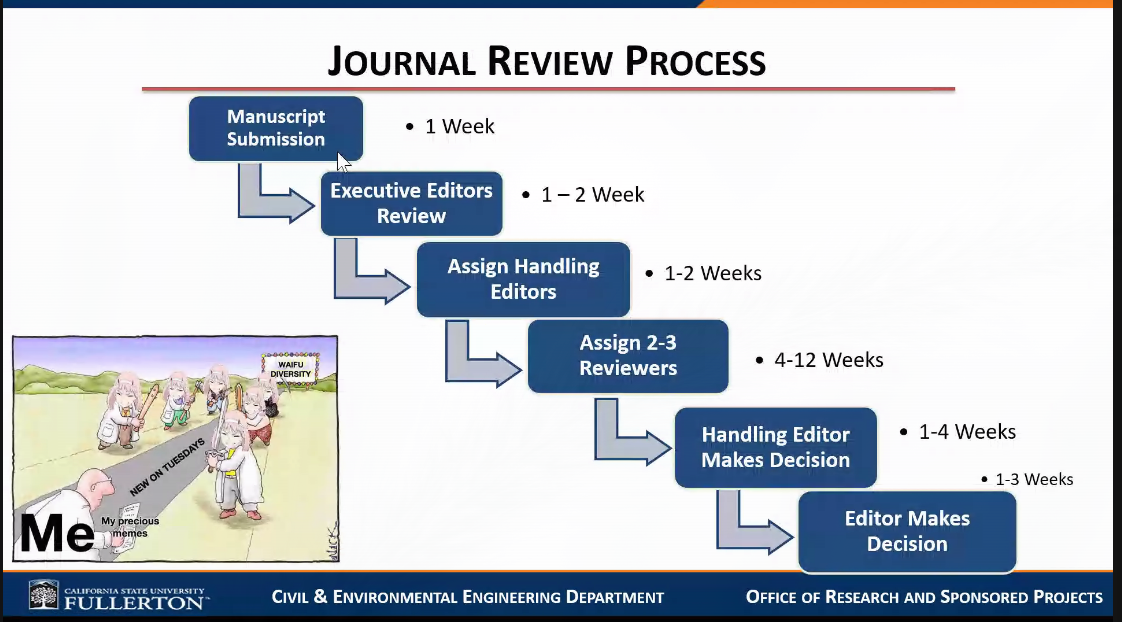 JOURNAL REVIEW PROCESS
Manuscript
Submission
• 1 Week
Executive Editors
Review
• 1 – 2 Week
Assign Handling
Editors
• 1-2 Weeks
Assign 2-3
Reviewers
• 4-12 Weeks
Handling Editor
Makes Decision
• 1-4 Weeks
• 1-3 Weeks
Editor Makes
Decision
WAIFU
DIVERSITY
NEW ON TUESDAYS
Me
My precious
memes
CALIFORNIA STATE UNIVERSITY
FULLERTON™
CIVIL & ENVIRONMENTAL ENGINEERING DEPARTMENT
OFFICE OF RESEARCH AND SPONSORED PROJECTS